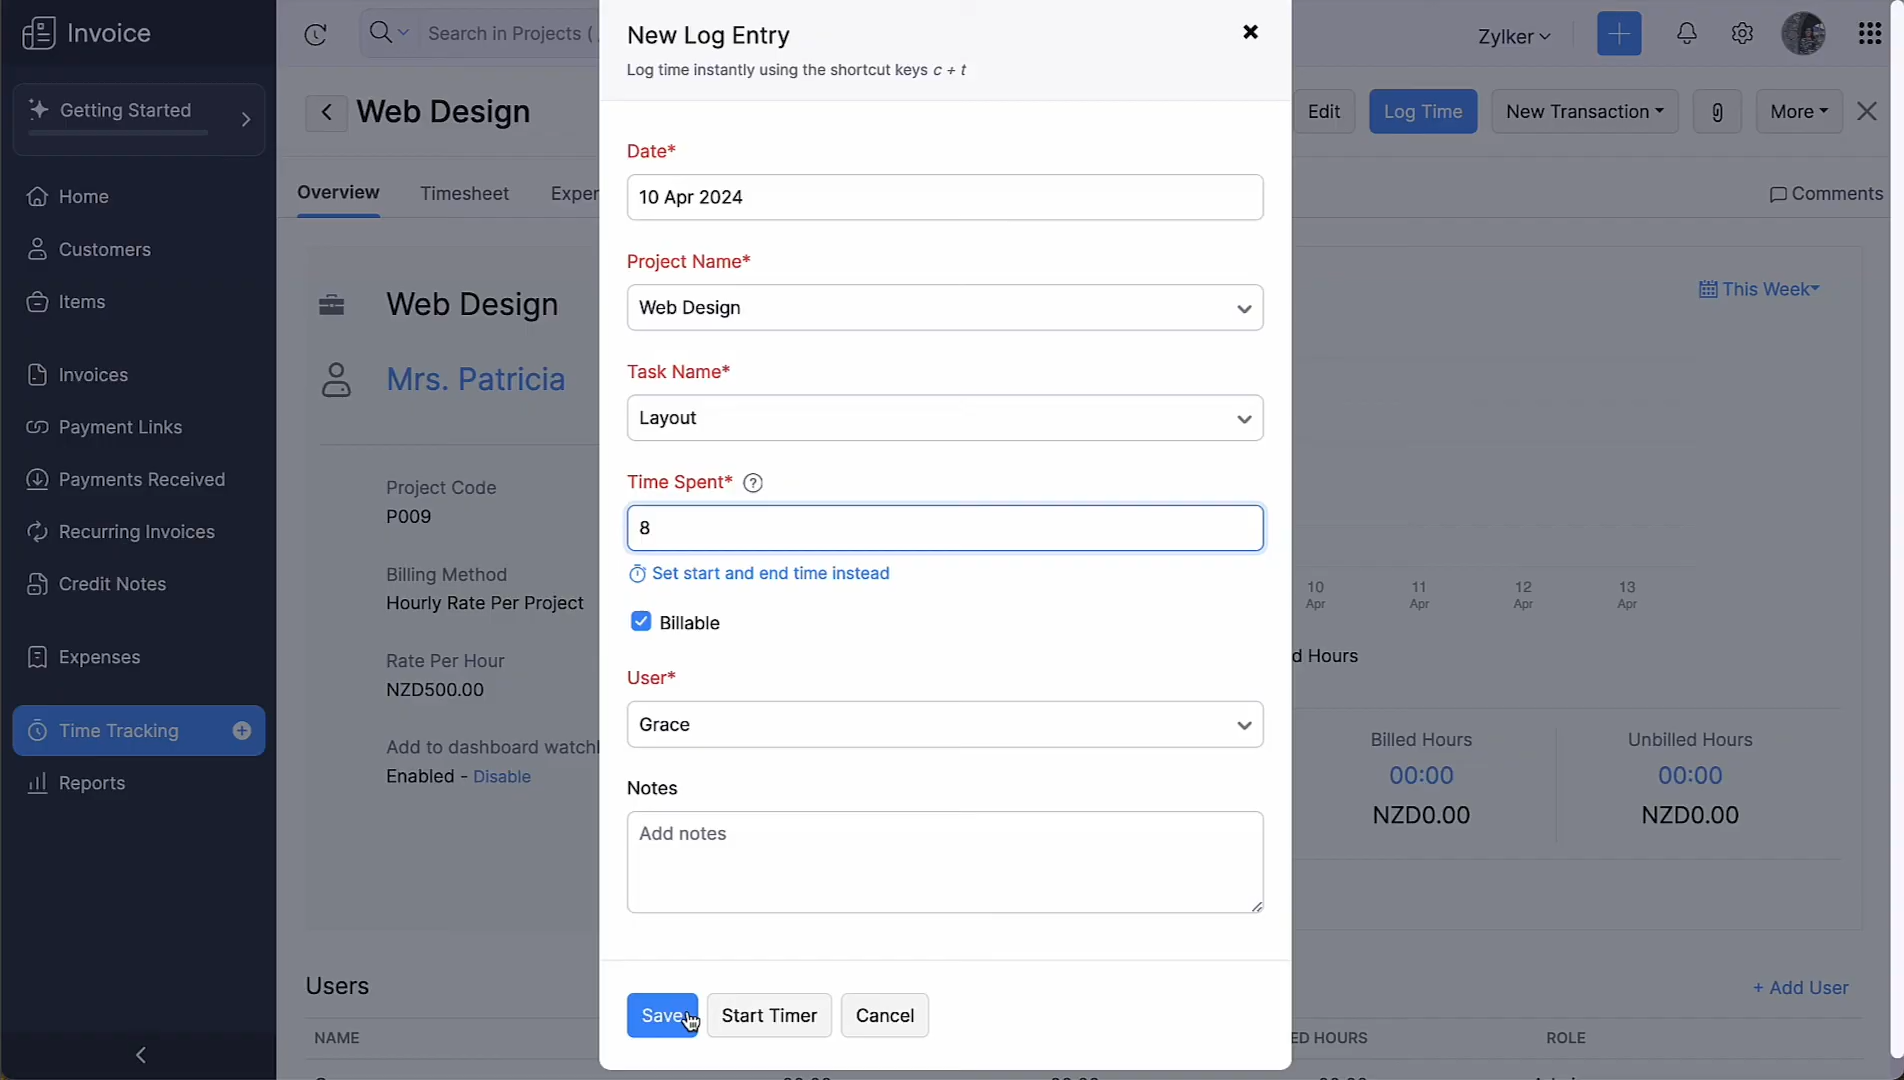 Invoice
Search in Projects ( /
Zylker
Getting Started
Home
Customers
Items
Invoices
Payment Links
Payments Received
Recurring Invoices
Credit Notes
Expenses
Time Tracking
Reports
Web Design
Edit
Log Time
New Transaction
More
Overview
Timesheet
Exper
Comments
Web Design
Mrs. Patricia
This Week
Project Code
P009
Billing Method
Hourly Rate Per Project
Rate Per Hour
NZD500.00
Add to dashboard watchl
Enabled - Disable
New Log Entry
Log time instantly using the shortcut keys c + t
Date*
10 Apr 2024
Project Name*
Web Design
Task Name*
Layout
Time Spent* ?
8
Set start and end time instead
Billable
User*
Grace
Notes
Add notes
Save
Start Timer
Cancel
10 Apr
11 Apr
12 Apr
13 Apr
d Hours
Billed Hours
00:00
NZD0.00
Unbilled Hours
00:00
NZD0.00
Users
+ Add User
NAME
ED HOURS
ROLE